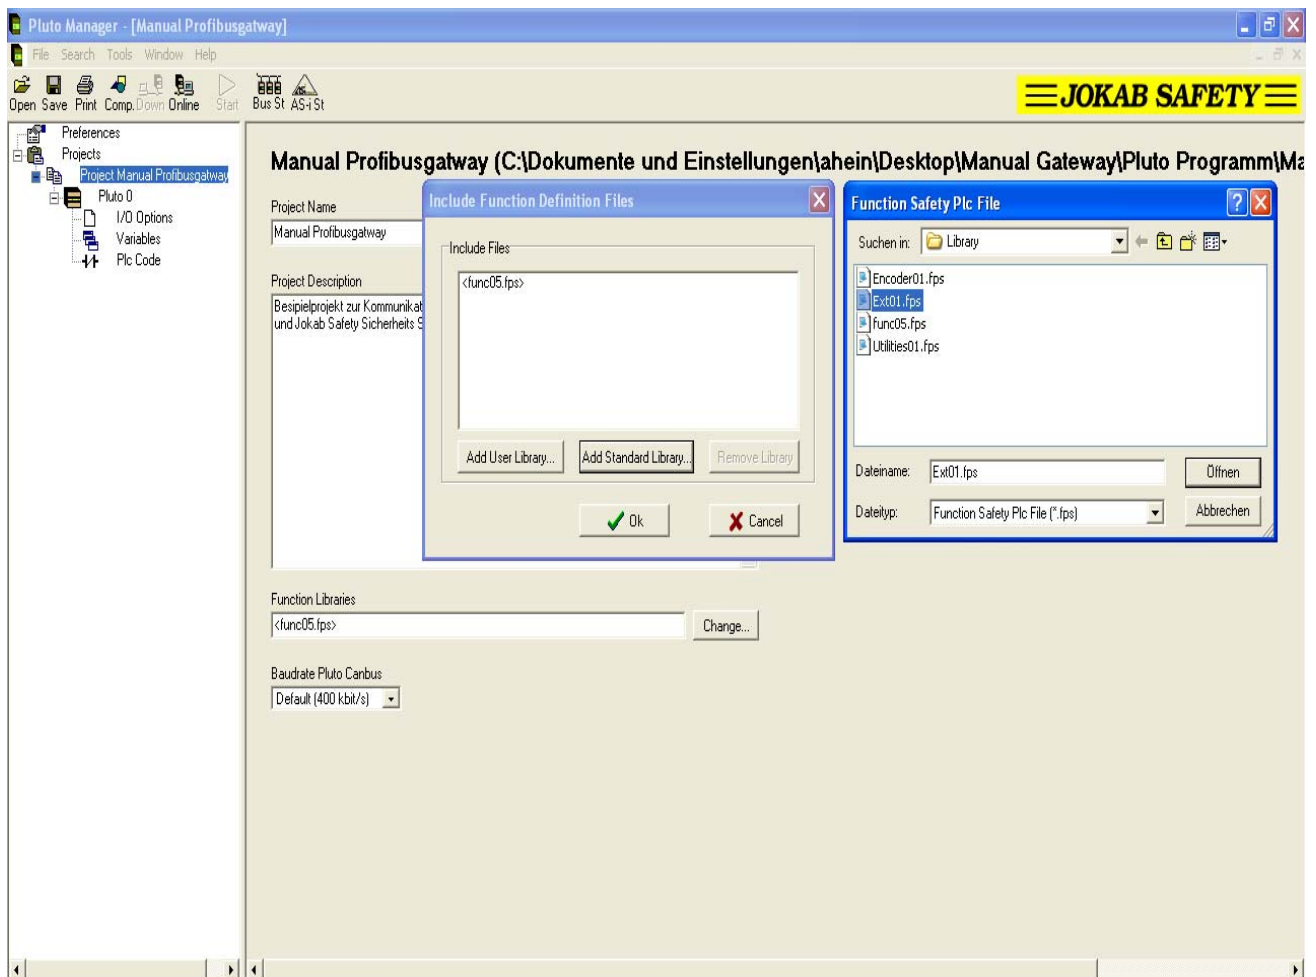 Pluto Manager - [Manual Profibusgatway]
File Search Tools Window Help
Open Save Print Comp. Down Online Start Bus St AS-i St
JOKAB SAFETY
Preferences
Projects
Project Manual Profibusgatway
Pluto 0
I/O Options
Variables
Plc Code
Manual Profibusgatway (C:\Dokumente und Einstellungen\ahein\Desktop\Manual Gateway\Pluto Programm\Ma
Project Name
Manual Profibusgatway
Project Description
Besipielprojekt zur Kommunikat
und Jokab Safety Sicherheits S
Function Libraries
<func05.fps>
Change...
Baudrate Pluto Canbus
Default (400 kbit/s)
Include Function Definition Files
Include Files
<func05.fps>
Add User Library... Add Standard Library... Remove Library
Ok Cancel
Function Safety Plc File
Suchen in: Library
Encoder01.fps
Ext01.fps
func05.fps
Utilities01.fps
Dateiname: Ext01.fps Öffnen
Dateityp: Function Safety Plc File (*.fps) Abbrechen